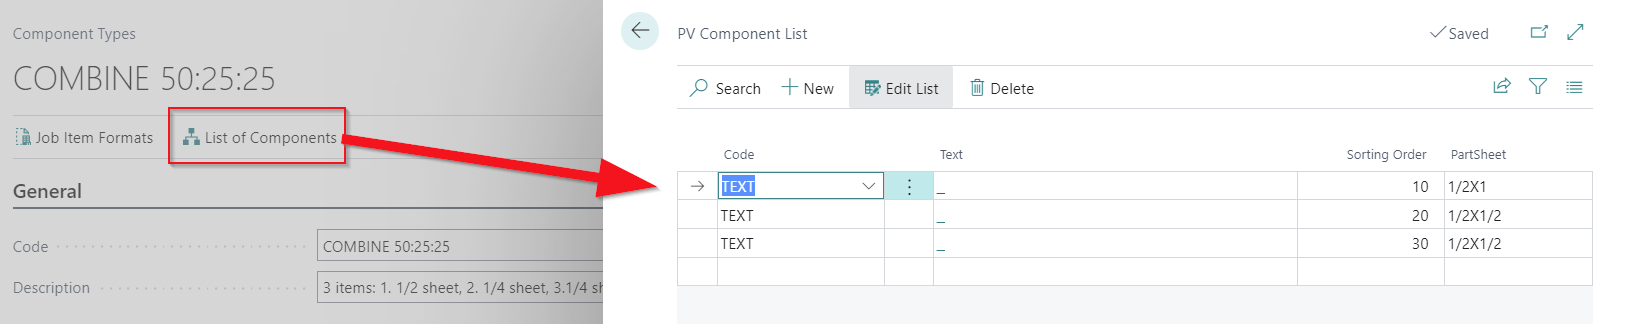 Component Types
COMBINE 50:25:25
Job Item Formats List of Components
General
Code COMBINE 50:25:25
Description 3 items: 1. 1/2 sheet, 2. 1/4 sheet, 3.1/4 sh
PV Component List Saved
Search New Edit List Delete
Code Text Sorting Order PartSheet
TEXT _ 10 1/2X1
TEXT _ 20 1/2X1/2
TEXT _ 30 1/2X1/2